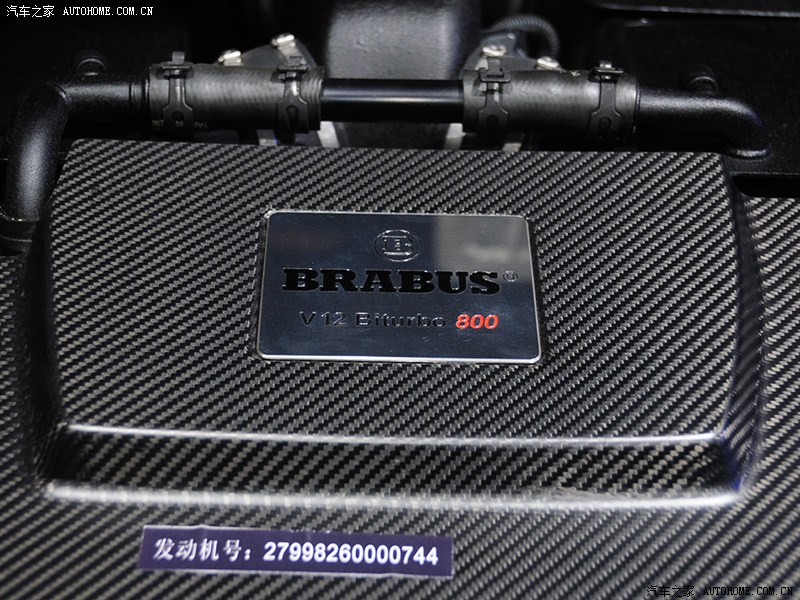 汽车之家 AUTOHOME.COM.CN
BRABUS®
V12 Biturbo 800
发动机号：27998260000744
汽车之家 AUTOHOME.COM.CN